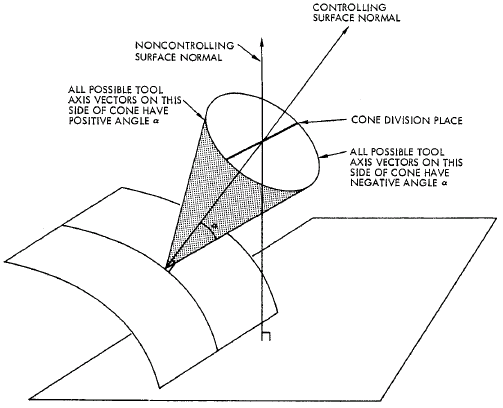 CONTROLLING
SURFACE NORMAL
NONCONTROLLING
SURFACE NORMAL
ALL POSSIBLE TOOL
AXIS VECTORS ON THIS
SIDE OF CONE HAVE
POSITIVE ANGLE α
CONE DIVISION PLACE
ALL POSSIBLE TOOL
AXIS VECTORS ON THIS
SIDE OF CONE HAVE
NEGATIVE ANGLE α
α